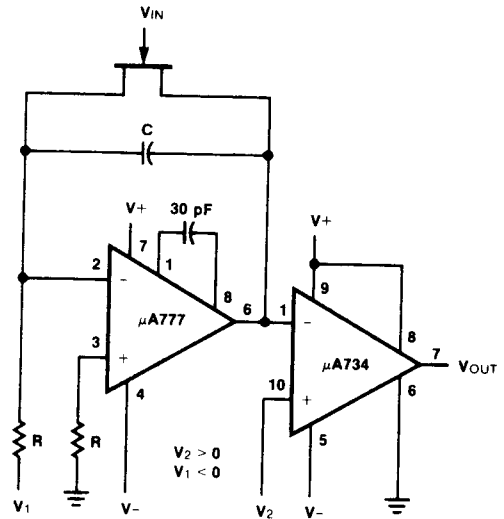 VIN
C
V+
30 pF
7
1
2
-
8
6
μA777
3
+
4
R
R
V1
V-
V+
9
1
-
8
7
VOUT
μA734
6
10
+
5
V2 > 0
V1 < 0
V2
V-